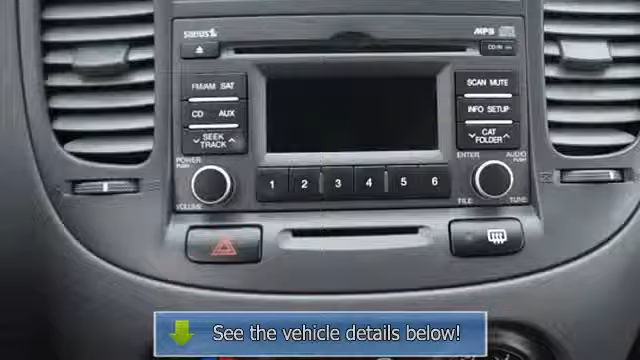 SIRIUS
MP3
CD-IN
FM/AM SAT
SCAN MUTE
CD AUX
INFO SETUP
SEEK
TRACK
CAT
FOLDER
POWER
PUSH
ENTER
AUDIO
PUSH
1 2 3 4 5 6
VOLUME
FILE
TUNE
See the vehicle details below!